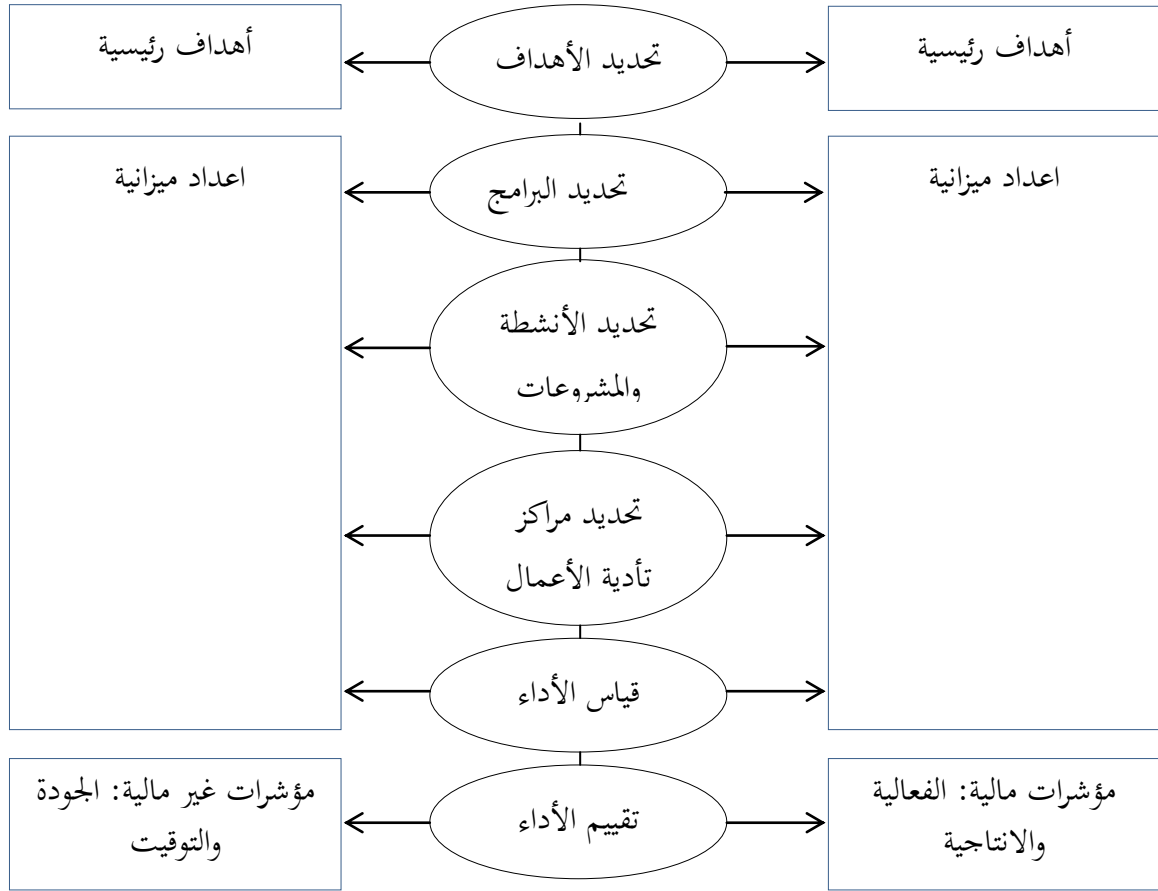 أهداف رئيسية
تحديد الأهداف
أهداف رئيسية
اعداد ميزانية
تحديد البرامج
اعداد ميزانية
تحديد الأنشطة
والمشروعات
تحديد مراكز
تأدية الأعمال
قياس الأداء
مؤشرات مالية: الفعالية
والانتاجية
تقييم الأداء
مؤشرات غير مالية: الجودة
والتوقيت